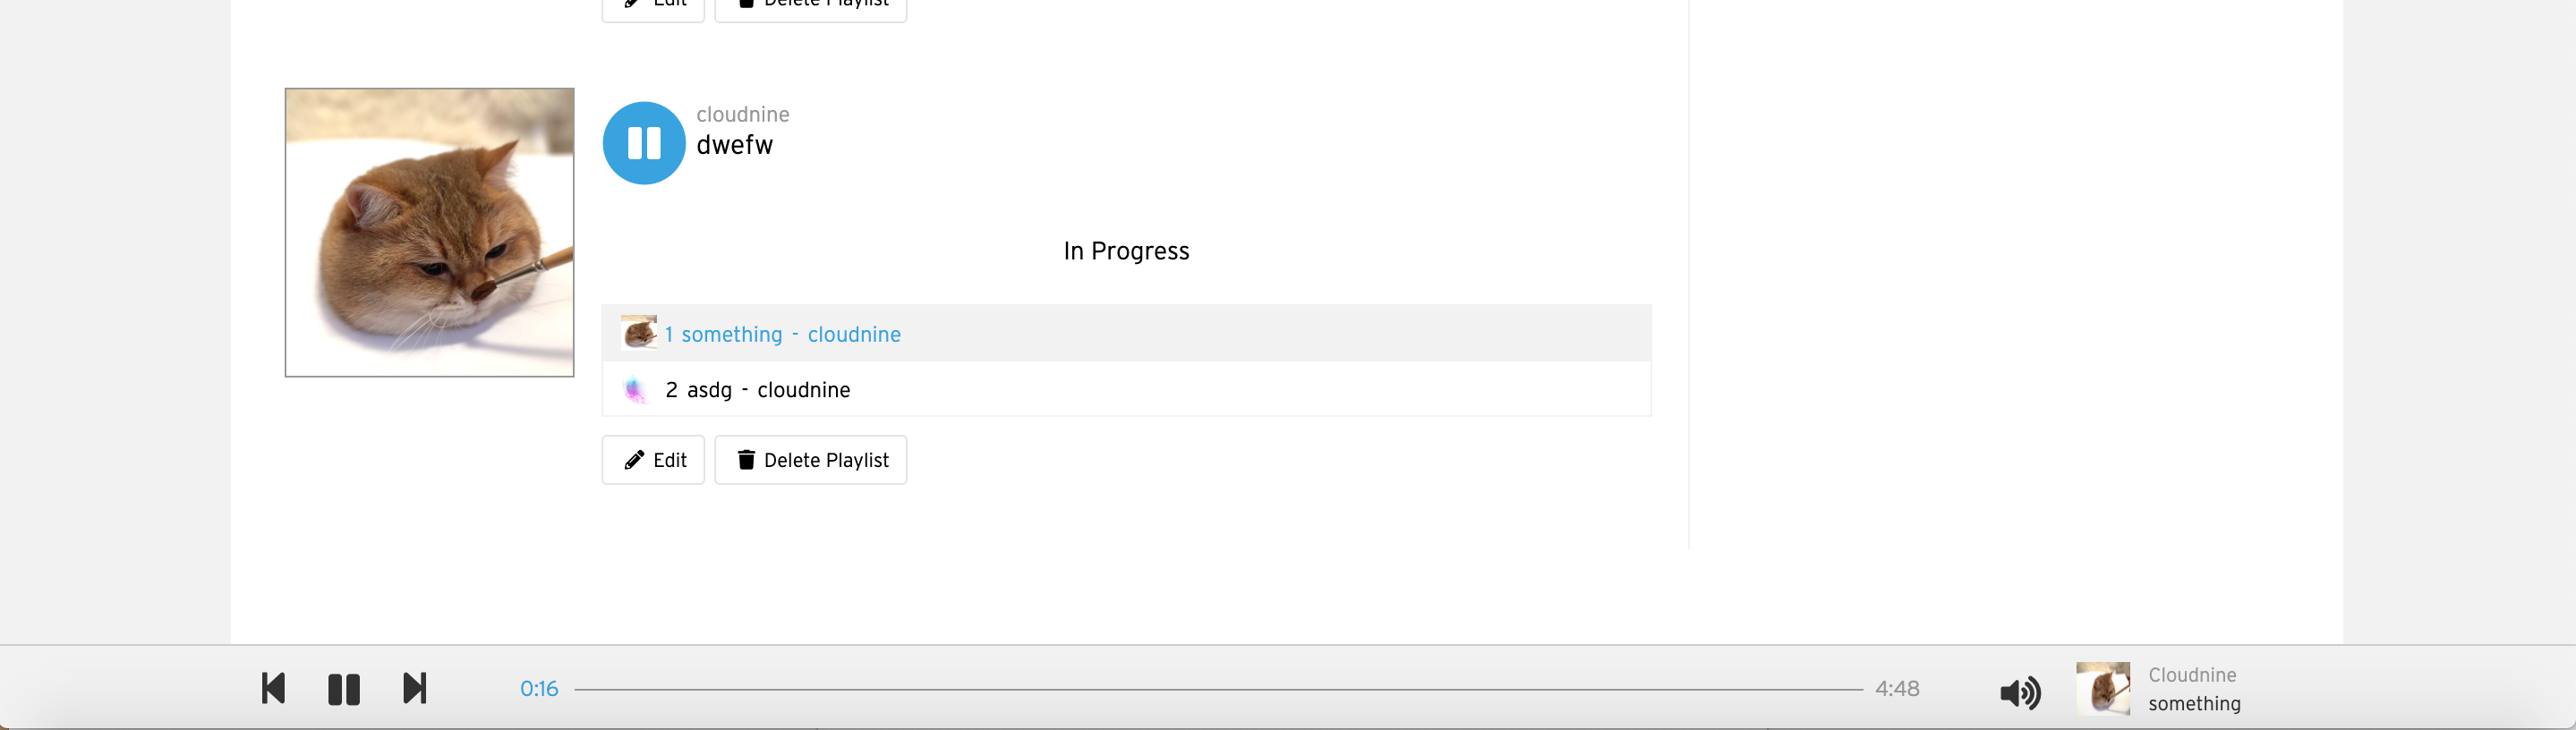 Edit Delete Playlist
cloudnine
dwefw
In Progress
1 something - cloudnine
2 asdg - cloudnine
Edit Delete Playlist
0:16 4:48
Cloudnine
something